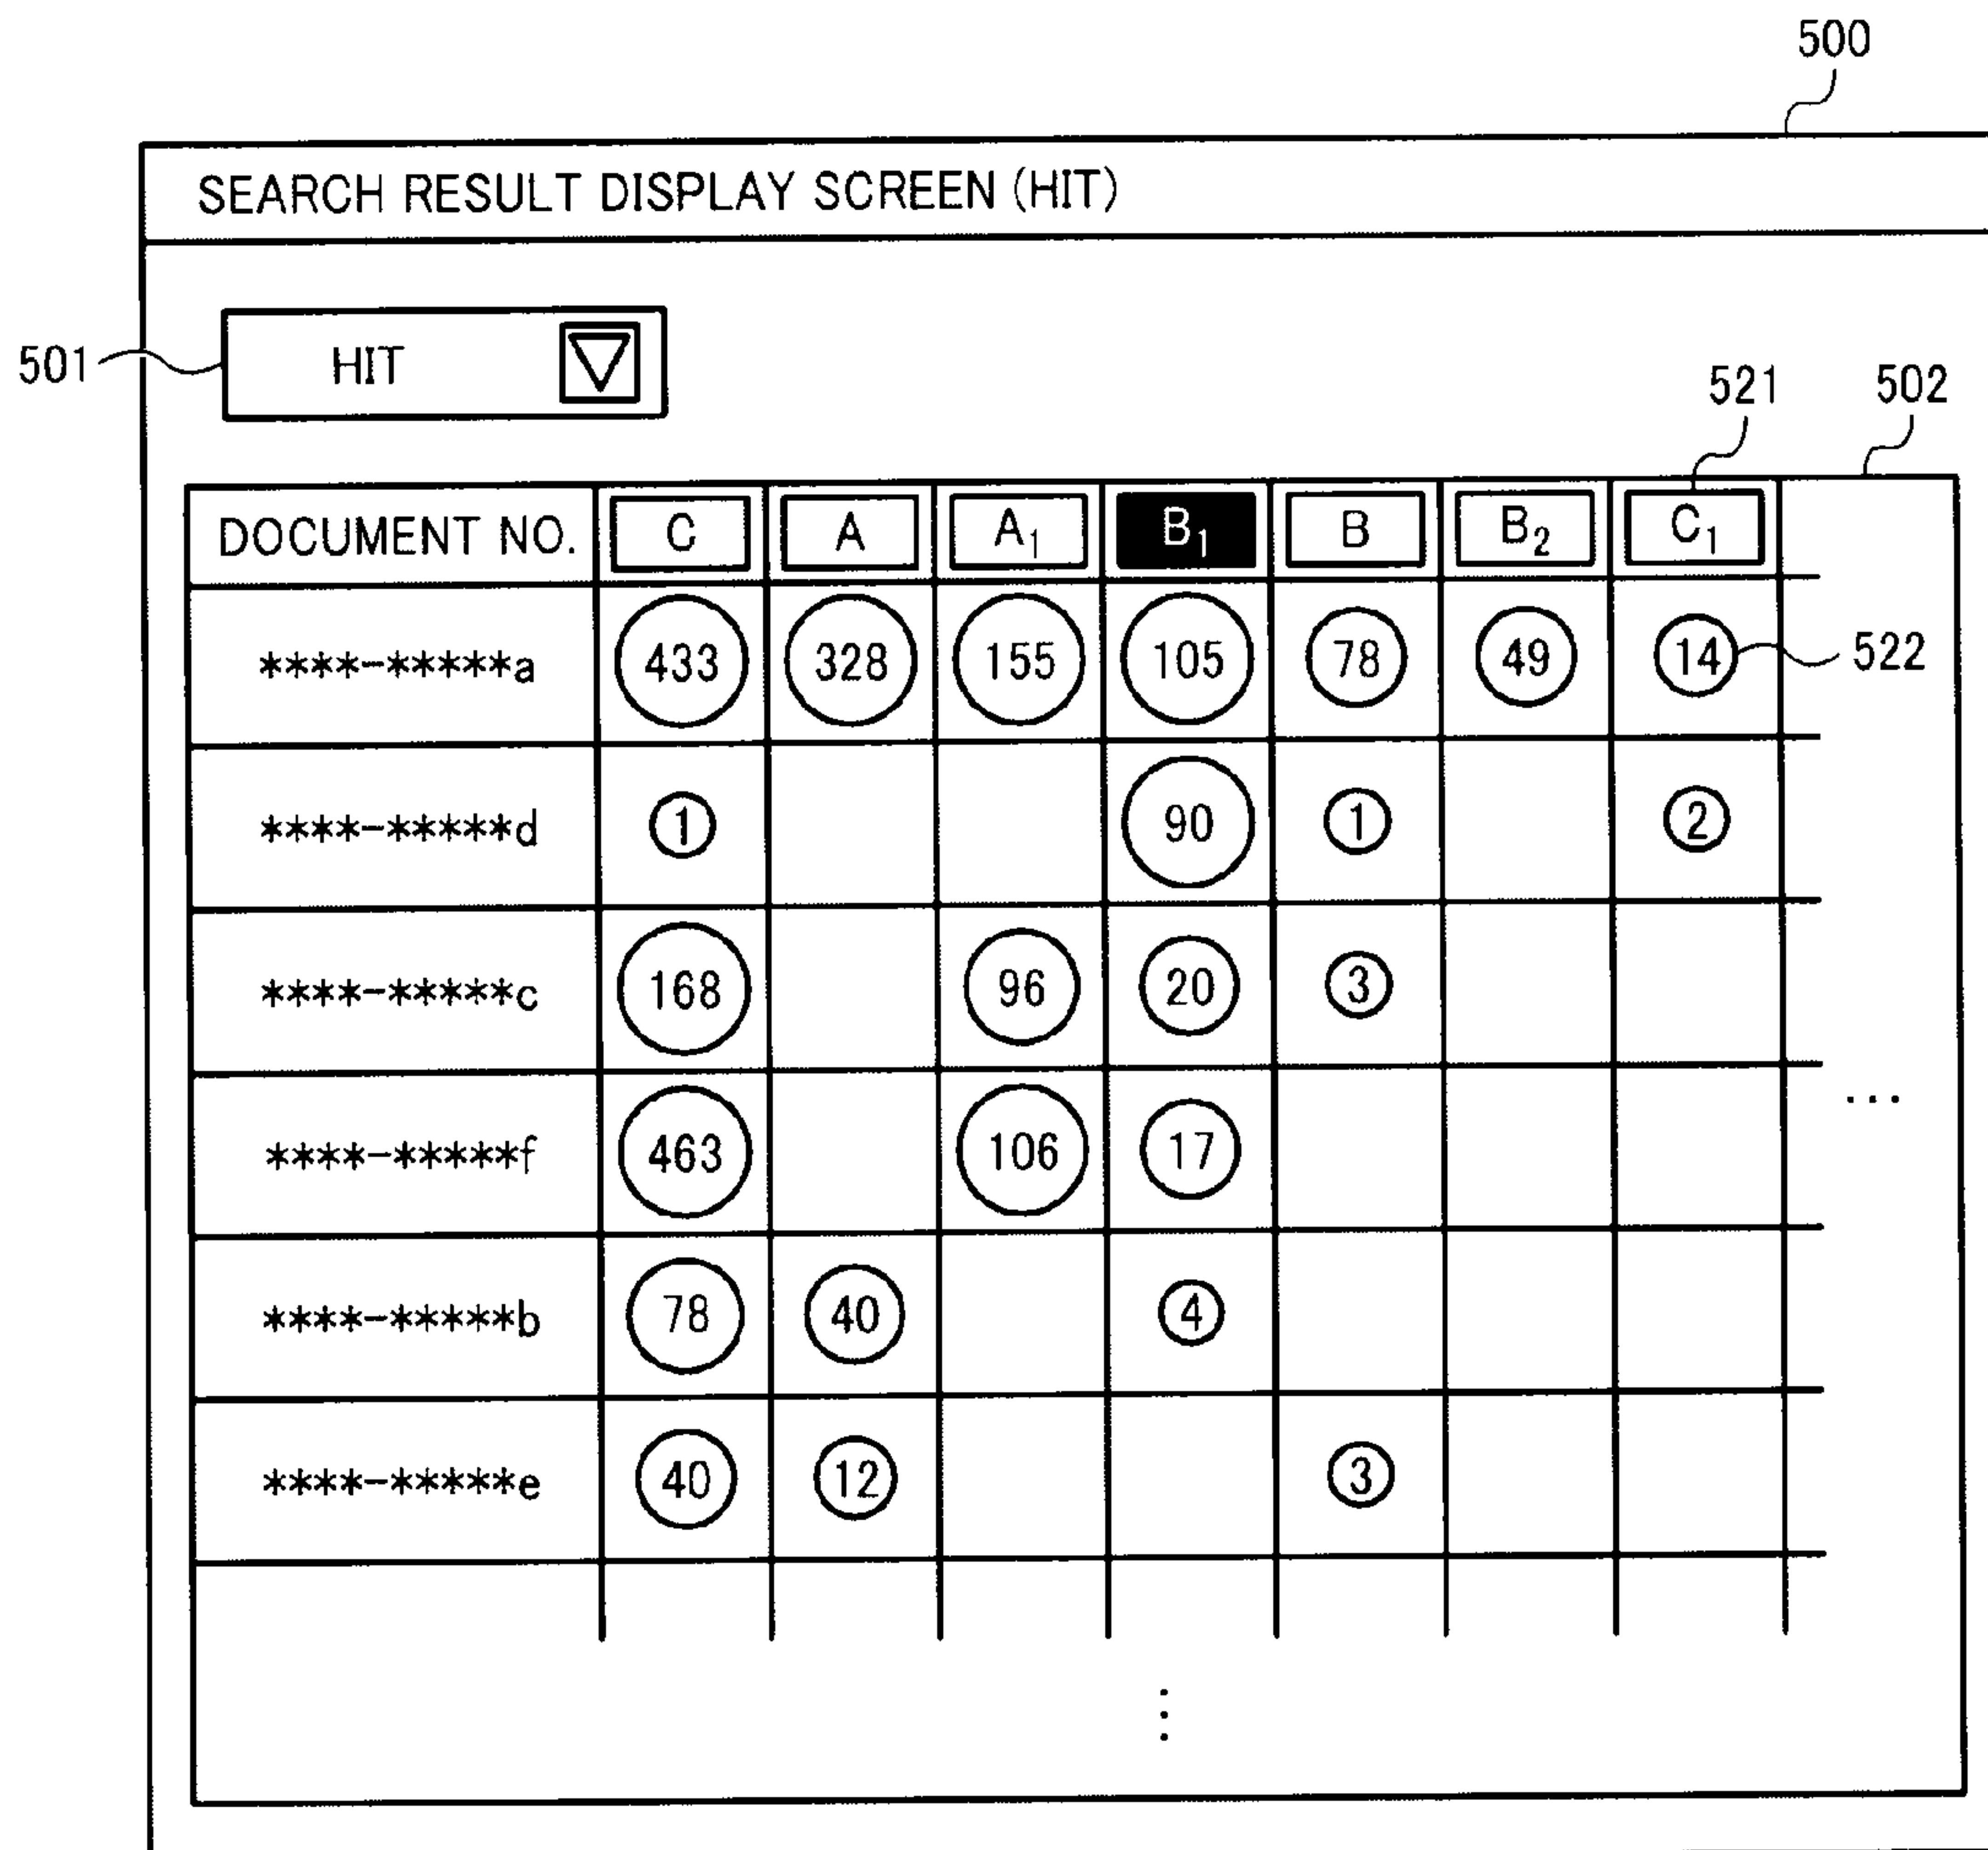 500
SEARCH RESULT DISPLAY SCREEN (HIT)
501
HIT
521
502
DOCUMENT NO. C A A₁ B₁ B B₂ C₁
****-*****a 433 328 155 105 78 49 14
522
****-*****d 1 90 1 2
****-*****c 168 96 20 3
****-*****f 463 106 17
...
****-*****b 78 40 4
****-*****e 40 12 3